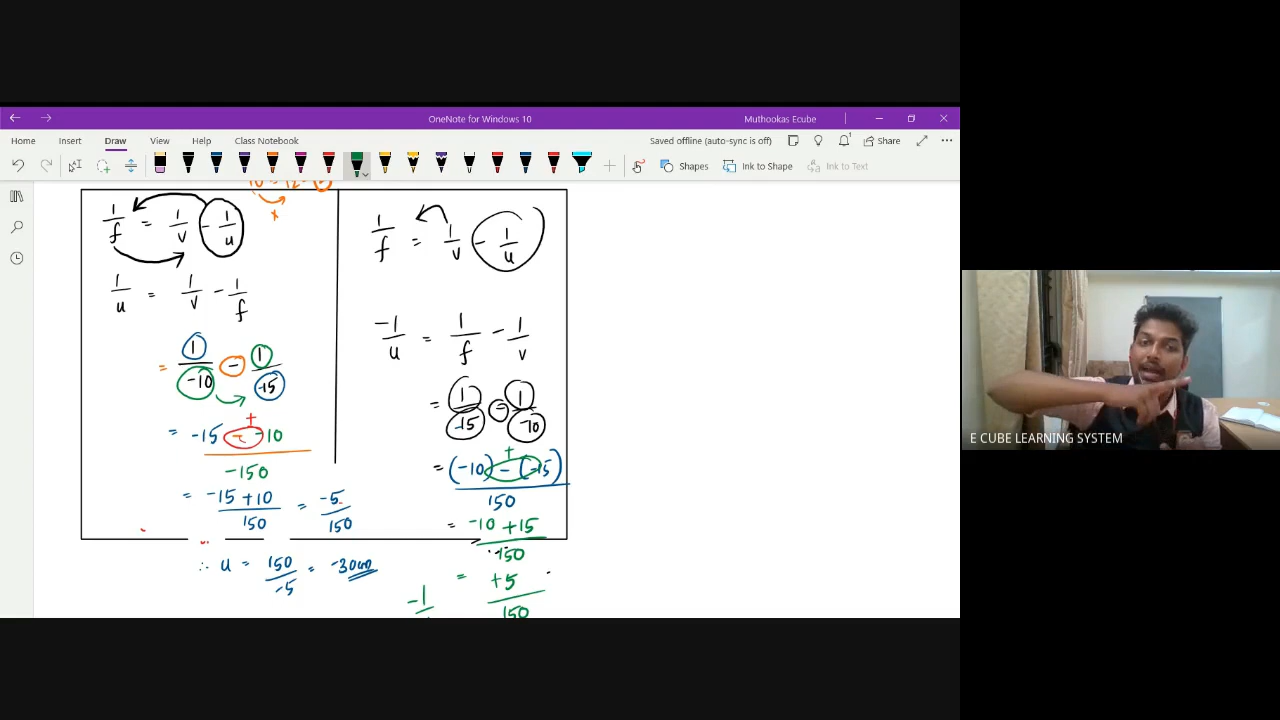 OneNote for Windows 10
Muthookas Ecube
Home Insert Draw View Help Class Notebook
Saved offline (auto-sync is off)
Share
Shapes
Ink to Shape
Ink to Text
1/f = 1/v - 1/u
1/u = 1/v - 1/f
= 1/-10 - 1/-15
= -15 - -10 / -150
+
= -15 + 10 / 150 = -5/150
∴ u = 150/-5 = -30cm
1/f = 1/v - 1/u
-1/u = 1/f - 1/v
= 1/-15 - 1/-10
+
= (-10) - (-15) / 150
= -10 + 15 / 150
= +5 / 150
-1
E CUBE LEARNING SYSTEM